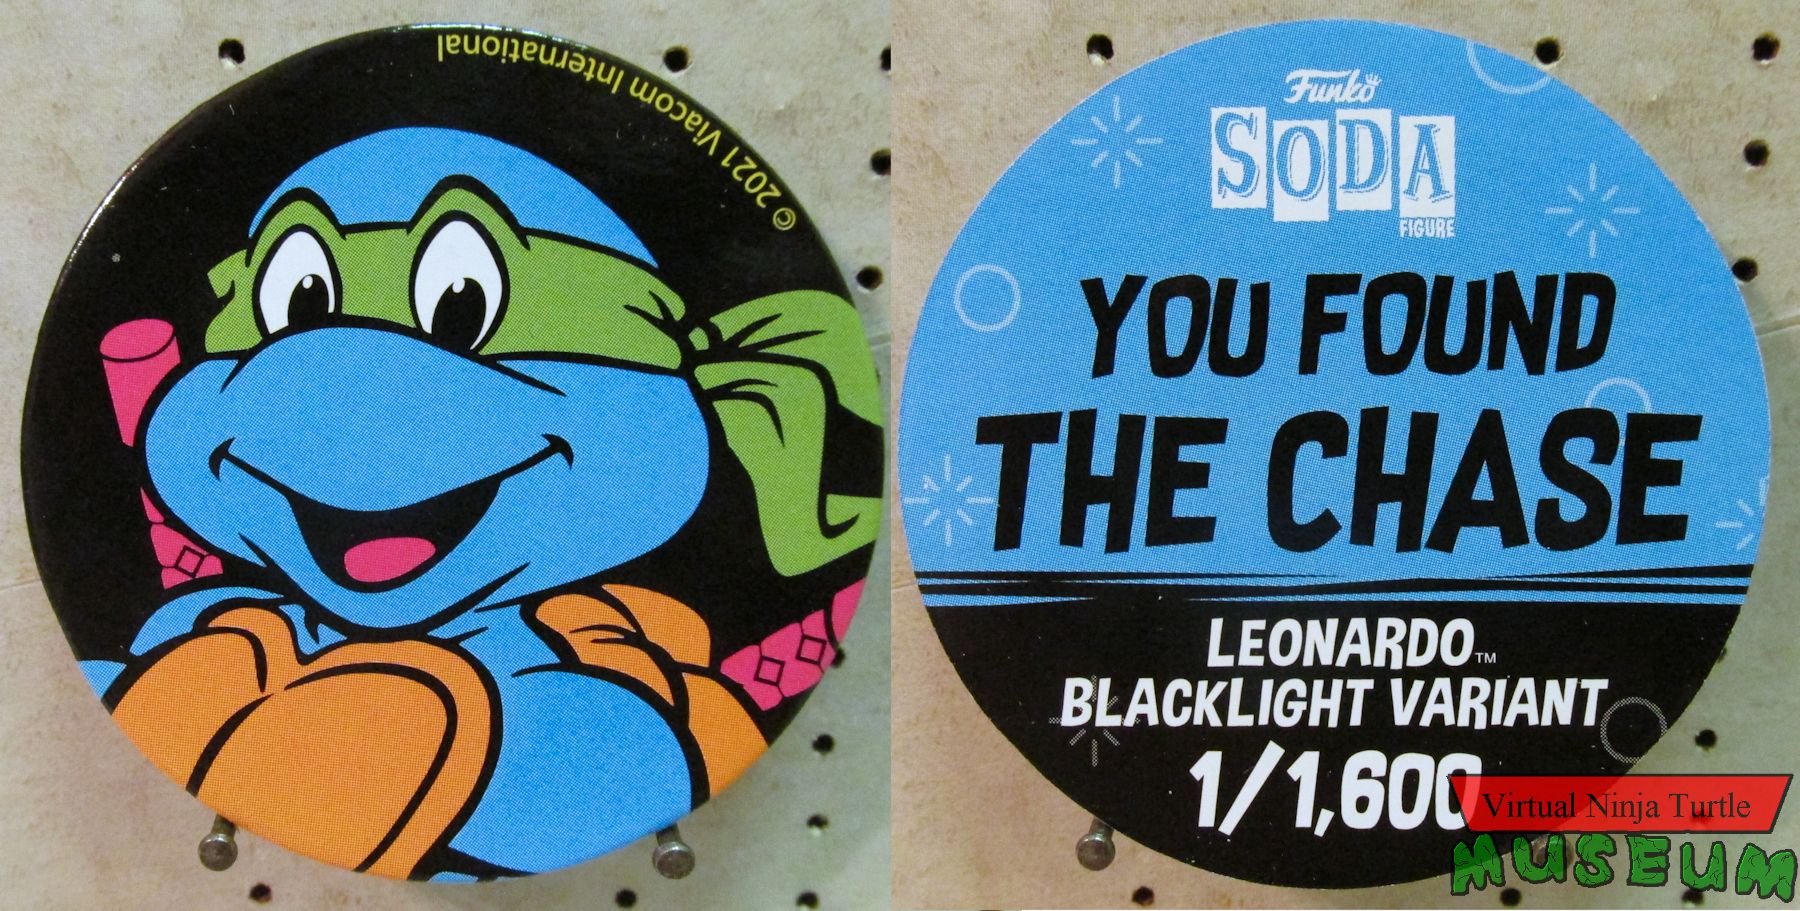 © 2021 Viacom International
Funko
SODA
FIGURE
YOU FOUND
THE CHASE
LEONARDO™
BLACKLIGHT VARIANT
1/1,600
Virtual Ninja Turtle
MUSEUM